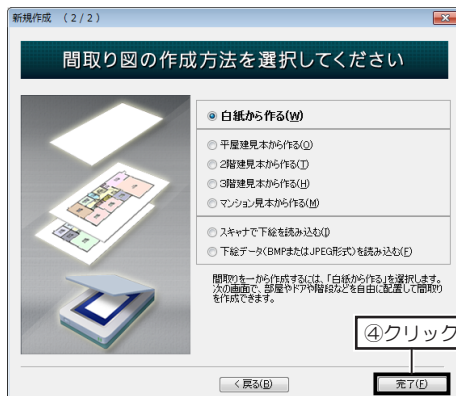 新規作成 （2/2）
間取り図の作成方法を選択してください
白紙から作る(W)
平屋建見本から作る(O)
2階建見本から作る(T)
3階建見本から作る(H)
マンション見本から作る(M)
スキャナで下絵を読み込む(I)
下絵データ(BMPまたはJPEG形式)を読み込む(F)
間取りを一から作成するには、「白紙から作る」を選択します。
次の画面で、部屋やドアや階段などを自由に配置して間取り
を作成できます。
④クリック
< 戻る(B)
完了(F)